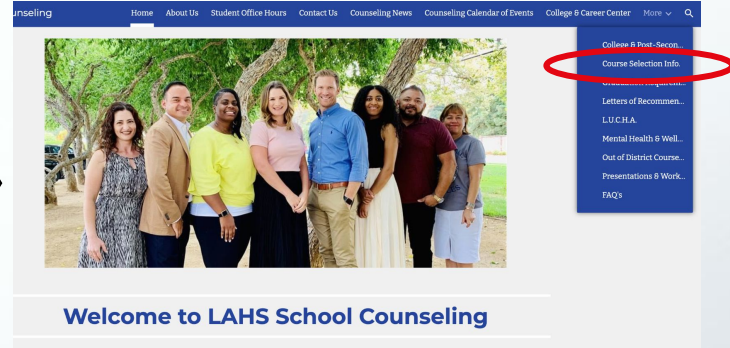 unseling Home About Us Student Office Hours Contact Us Counseling News Counseling Calendar of Events College & Career Center More
College & Post-Secon...
Course Selection Info.
Letters of Recommen...
L.U.C.H.A.
Mental Health & Well...
Out of District Course...
Presentations & Work...
FAQ's
Welcome to LAHS School Counseling